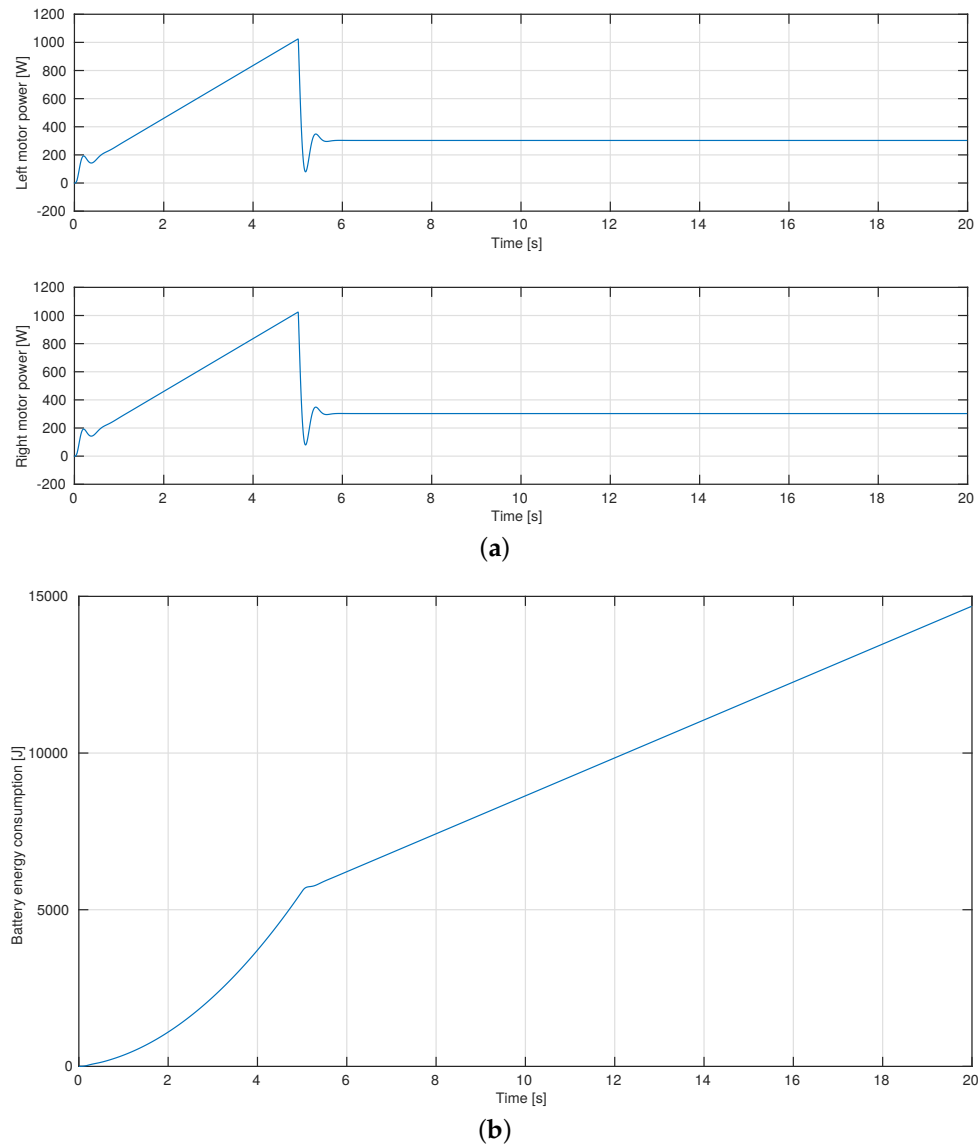 1200
1000
800
600
400
200
0
-200
Left motor power [W]
0 2 4 6 8 10 12 14 16 18 20
Time [s]
1200
1000
800
600
400
200
0
-200
Right motor power [W]
0 2 4 6 8 10 12 14 16 18 20
Time [s]
(a)
15000
10000
5000
0
Battery energy consumption [J]
0 2 4 6 8 10 12 14 16 18 20
Time [s]
(b)